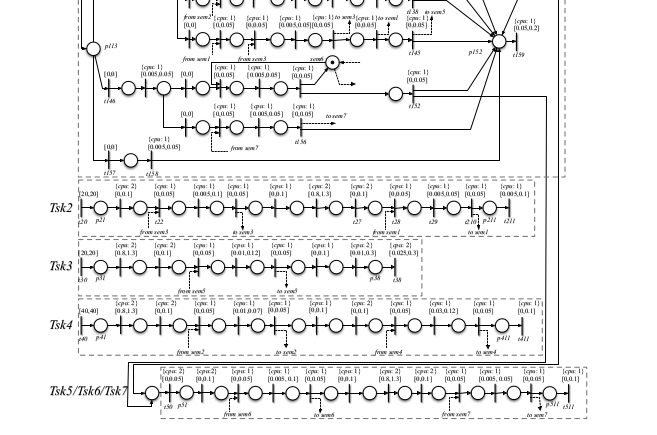 t58 [0,0.05] to sem5
from sem2
{cpu: 1} {cpu: 1} {cpu: 1} to sem3 {cpu: 1} to sem1 {cpu: 1}
[0,0] [0,0.05] [0,0.05] [0.005,0.05] [0,0.05] [0,0.05] [0,0.05]
{cpu: 1}
[0.05,0.2]
p113
t145
p152
t159
from sem1 from sem3
sem6
{cpu: 1} {cpu: 1} {cpu: 1} {cpu: 1}
[0,0] [0.005,0.05] [0,0] [0,0.05] [0.005,0.05] [0,0.05]
{cpu: 1}
[0,0.05]
t146
t152
{cpu: 1} {cpu: 1} {cpu: 1}
[0,0] [0,0.05] [0.005,0.05] [0,0.05]
to sem7
t156
from sem7
{cpu: 1}
[0,0] [0.005,0.05]
t157 t158
Tsk2
{cpu: 2} {cpu: 1} {cpu: 1} {cpu: 1} {cpu: 2} {cpu: 2} {cpu: 1} {cpu: 1} {cpu: 1} {cpu: 1} {cpu: 1}
[20,20] [0,0.1] [0,0.05] [0.005,0.1] [0,0.05] [0,0.1] [0.8,1.3] [0,0.1] [0,0.05] [0.005,0.05] [0,0.05] [0.005,0.1]
t20 p21 t22 t27 t28 t29 t210 p211 t211
from sem3 to sem3 from sem1 to sem1
Tsk3
{cpu: 2} {cpu: 2} {cpu: 1} {cpu: 1} {cpu: 1} {cpu: 1} {cpu: 2} {cpu: 2}
[20,20] [0.8,1.3] [0,0.1] [0,0.05] [0.01,0.12] [0,0.05] [0,0.1] [0.01,0.3] [0.025,0.3]
t30 p31 p38 t38
from sem5 to sem5
Tsk4
{cpu: 2} {cpu: 1} {cpu: 1} {cpu: 1} {cpu: 1} {cpu: 1} {cpu: 1} {cpu: 1} {cpu: 1} {cpu: 1}
[40,40] [0.8,1.3] [0,0.1] [0,0.05] [0.01,0.07] [0,0.05] [0,0.1] [0,0.05] [0.03,0.12] [0,0.05] [0,0.1]
t40 p41 p411 t411
from sem2 to sem2 from sem4 to sem4
Tsk5/Tsk6/Tsk7
{cpu: 2} {cpu: 2} {cpu: 1} {cpu: 1} {cpu: 1} {cpu: 1} {cpu: 2} {cpu: 2} {cpu: 1} {cpu: 1} {cpu: 1} {cpu: 1}
[0,0.05] [0,0.1] [0,0.05] [0.005,0.1] [0,0.05] [0,0.1] [0.8,1.3] [0,0.1] [0,0.05] [0.005,0.05] [0,0.05] [0,0.1]
t50 p51 p511 t511
from sem6 to sem6 from sem7 to sem7